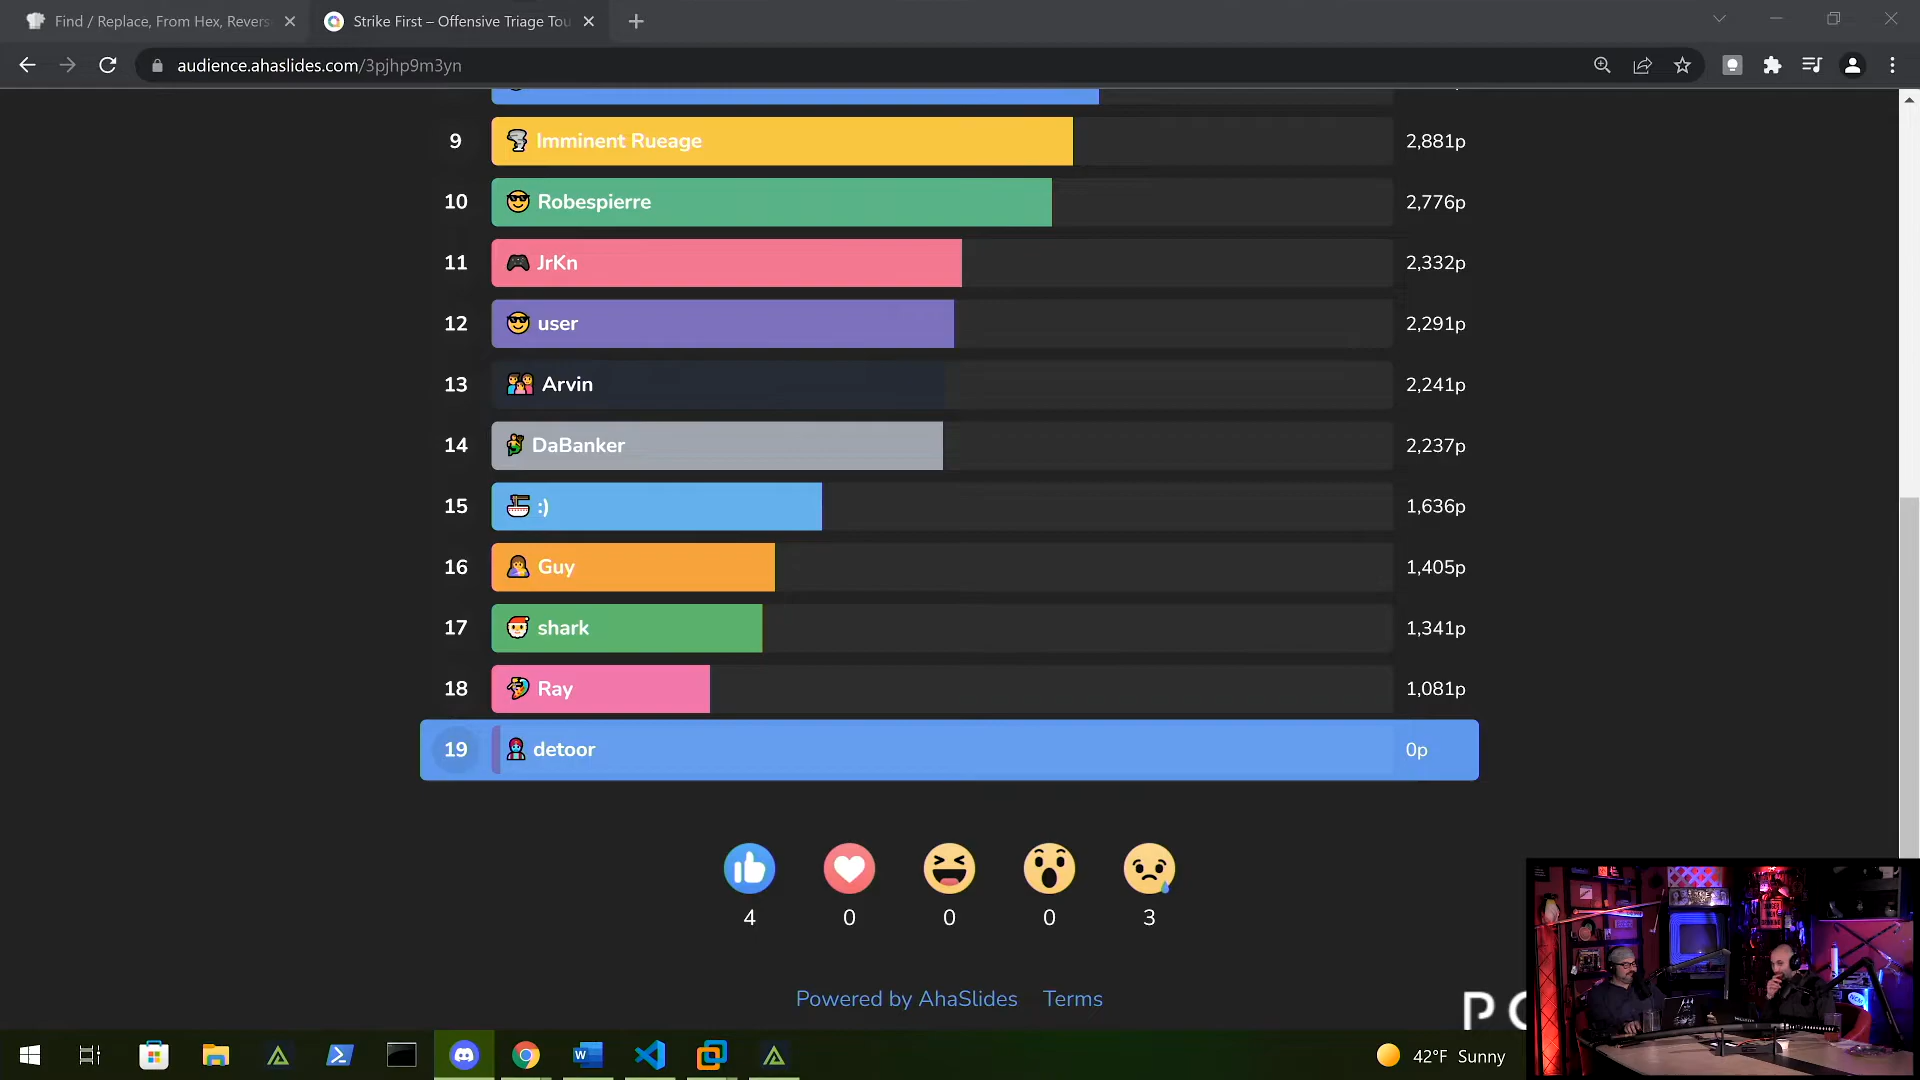 Find / Replace, From Hex, Revers
Strike First – Offensive Triage Tou
audience.ahaslides.com/3pjhp9m3yn
9 Imminent Rueage 2,881p
10 Robespierre 2,776p
11 JrKn 2,332p
12 user 2,291p
13 Arvin 2,241p
14 DaBanker 2,237p
15 :) 1,636p
16 Guy 1,405p
17 shark 1,341p
18 Ray 1,081p
19 detoor 0p
4 0 0 0 3
Powered by AhaSlides Terms
42°F Sunny